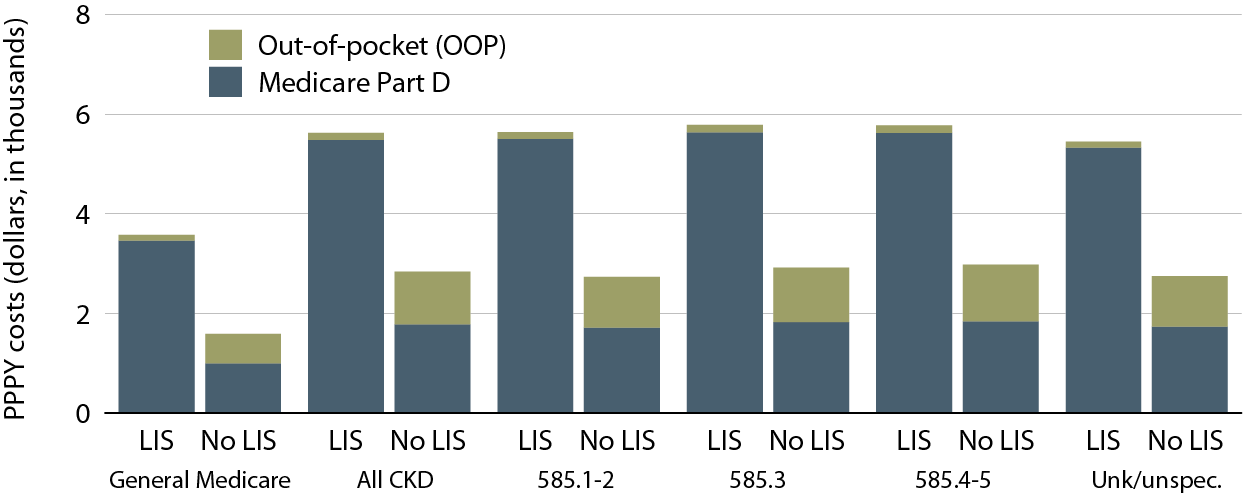 PPPY costs (dollars, in thousands)
8
6
4
2
0
Out-of-pocket (OOP)
Medicare Part D
LIS No LIS LIS No LIS LIS No LIS LIS No LIS LIS No LIS LIS No LIS
General Medicare All CKD 585.1-2 585.3 585.4-5 Unk/unspec.